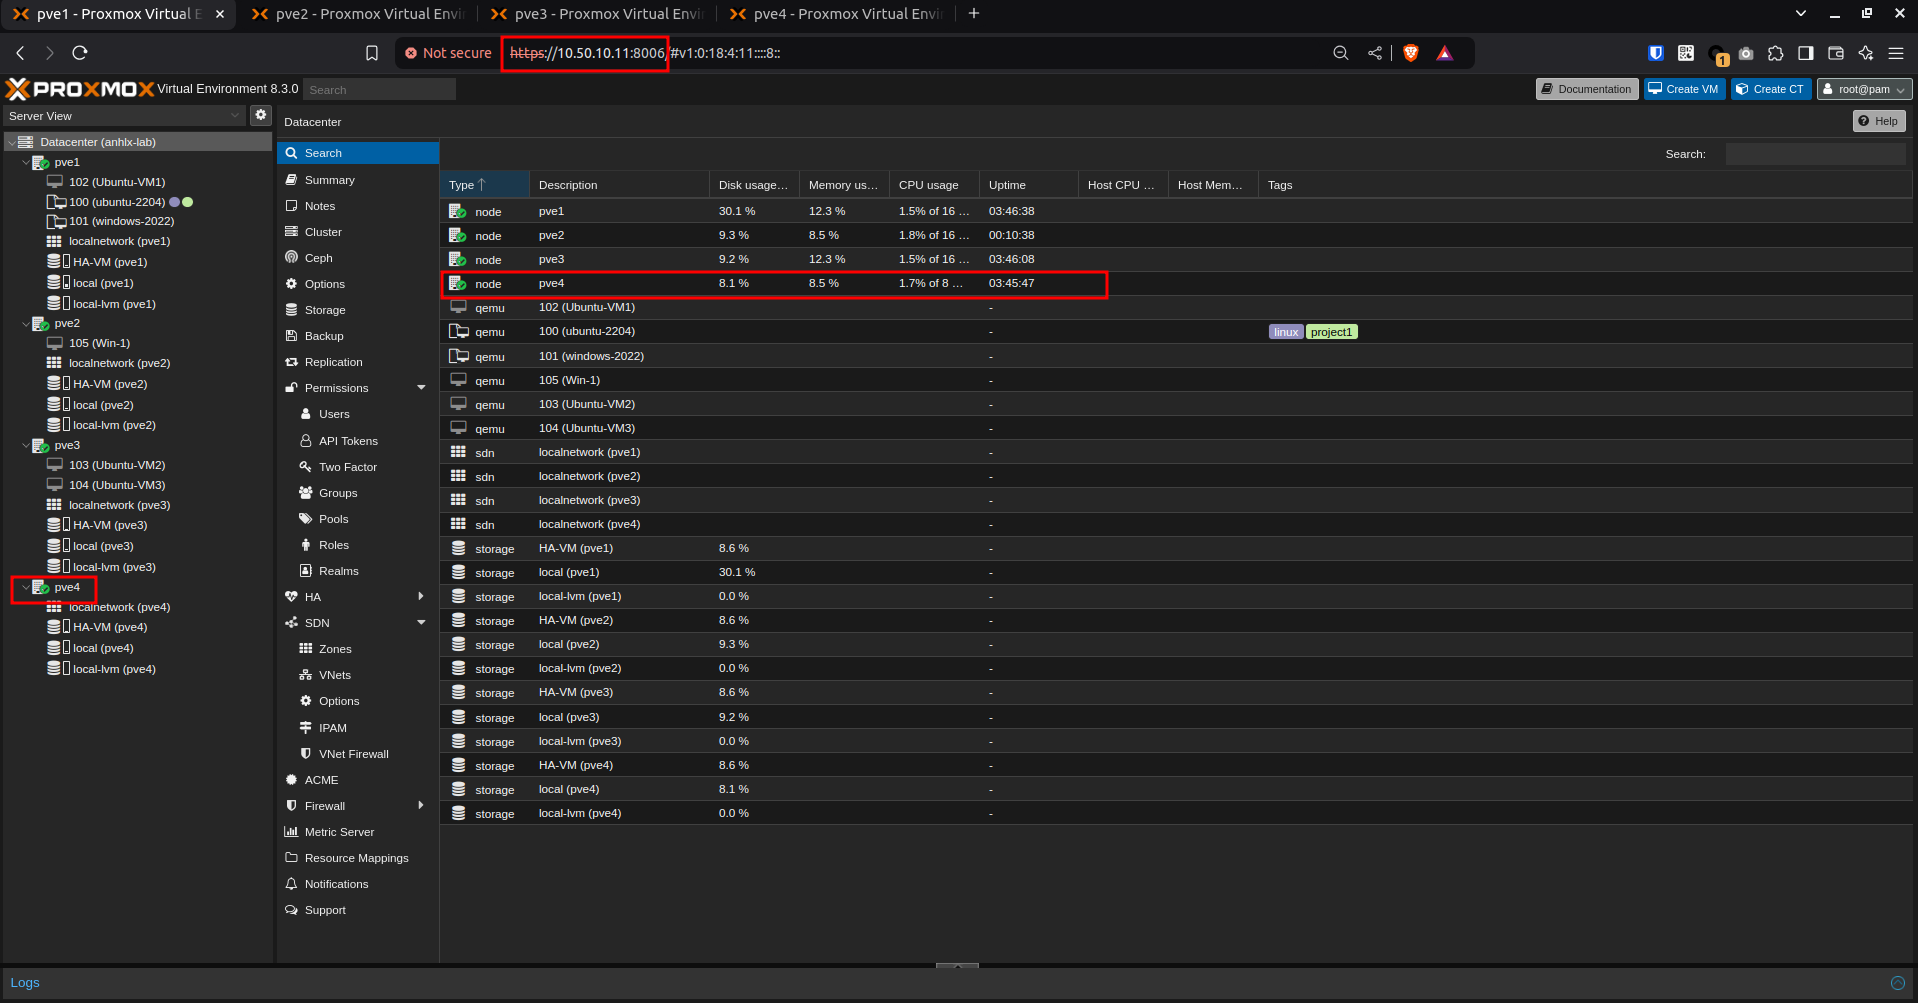 pve1 - Proxmox Virtual E
pve2 - Proxmox Virtual Envi
pve3 - Proxmox Virtual Envi
pve4 - Proxmox Virtual Envi
Not secure
https://10.50.10.11:8006/#v1:0:18:4:11::::8::
1
PROXMOX Virtual Environment 8.3.0
Search
Documentation
Create VM
Create CT
root@pam
Server View
Datacenter
Help
Datacenter (anhlx-lab)
pve1
102 (Ubuntu-VM1)
100 (ubuntu-2204)
101 (windows-2022)
localnetwork (pve1)
HA-VM (pve1)
local (pve1)
local-lvm (pve1)
pve2
105 (Win-1)
localnetwork (pve2)
HA-VM (pve2)
local (pve2)
local-lvm (pve2)
pve3
103 (Ubuntu-VM2)
104 (Ubuntu-VM3)
localnetwork (pve3)
HA-VM (pve3)
local (pve3)
local-lvm (pve3)
pve4
localnetwork (pve4)
HA-VM (pve4)
local (pve4)
local-lvm (pve4)
Search
Summary
Notes
Cluster
Ceph
Options
Storage
Backup
Replication
Permissions
Users
API Tokens
Two Factor
Groups
Pools
Roles
Realms
HA
SDN
Zones
VNets
Options
IPAM
VNet Firewall
ACME
Firewall
Metric Server
Resource Mappings
Notifications
Support
Search:
Type Description Disk usage... Memory us... CPU usage Uptime Host CPU ... Host Mem... Tags
node pve1 30.1 % 12.3 % 1.5% of 16 ... 03:46:38
node pve2 9.3 % 8.5 % 1.8% of 16 ... 00:10:38
node pve3 9.2 % 12.3 % 1.5% of 16 ... 03:46:08
node pve4 8.1 % 8.5 % 1.7% of 8 ... 03:45:47
qemu 102 (Ubuntu-VM1) -
qemu 100 (ubuntu-2204) - linux project1
qemu 101 (windows-2022) -
qemu 105 (Win-1) -
qemu 103 (Ubuntu-VM2) -
qemu 104 (Ubuntu-VM3) -
sdn localnetwork (pve1) -
sdn localnetwork (pve2) -
sdn localnetwork (pve3) -
sdn localnetwork (pve4) -
storage HA-VM (pve1) 8.6 % -
storage local (pve1) 30.1 % -
storage local-lvm (pve1) 0.0 % -
storage HA-VM (pve2) 8.6 % -
storage local (pve2) 9.3 % -
storage local-lvm (pve2) 0.0 % -
storage HA-VM (pve3) 8.6 % -
storage local (pve3) 9.2 % -
storage local-lvm (pve3) 0.0 % -
storage HA-VM (pve4) 8.6 % -
storage local (pve4) 8.1 % -
storage local-lvm (pve4) 0.0 % -
Logs